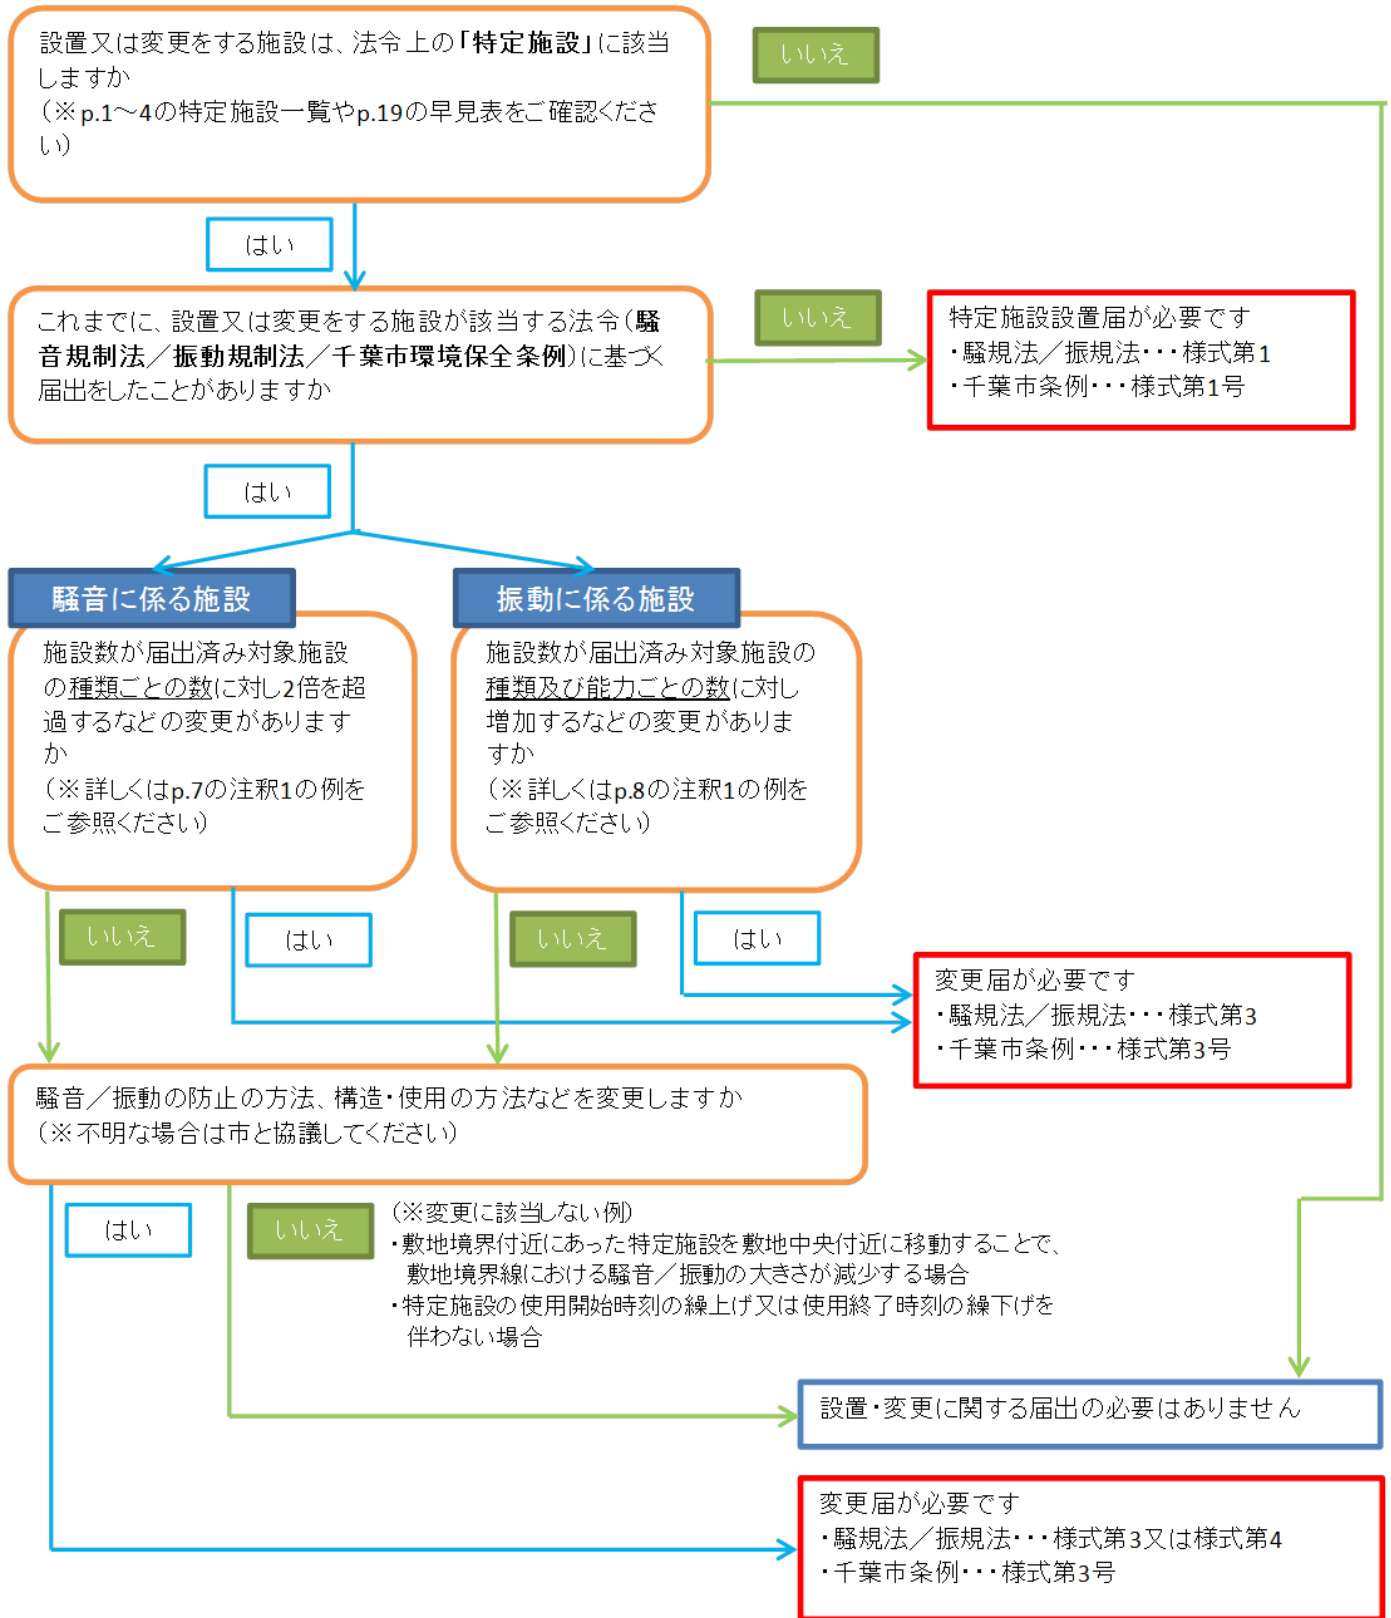 設置又は変更をする施設は、法令上の「特定施設」に該当
しますか
（※p.1～4の特定施設一覧やp.19の早見表をご確認くださ
い）
いいえ
はい
これまでに、設置又は変更をする施設が該当する法令（騒
音規制法／振動規制法／千葉市環境保全条例）に基づく
届出をしたことがありますか
いいえ
特定施設設置届が必要です
・騒規法／振規法・・・様式第1
・千葉市条例・・・様式第1号
はい
騒音に係る施設
施設数が届出済み対象施設
の種類ごとの数に対し2倍を超
過するなどの変更があります
か
（※詳しくはp.7の注釈1の例を
ご参照ください）
振動に係る施設
施設数が届出済み対象施設の
種類及び能力ごとの数に対し
増加するなどの変更がありま
すか
（※詳しくはp.8の注釈1の例を
ご参照ください）
いいえ
はい
いいえ
はい
変更届が必要です
・騒規法／振規法・・・様式第3
・千葉市条例・・・様式第3号
騒音／振動の防止の方法、構造・使用の方法などを変更しますか
（※不明な場合は市と協議してください）
はい
いいえ
（※変更に該当しない例）
・敷地境界付近にあった特定施設を敷地中央付近に移動することで、
敷地境界線における騒音／振動の大きさが減少する場合
・特定施設の使用開始時刻の繰上げ又は使用終了時刻の繰下げを
伴わない場合
設置・変更に関する届出の必要はありません
変更届が必要です
・騒規法／振規法・・・様式第3又は様式第4
・千葉市条例・・・様式第3号